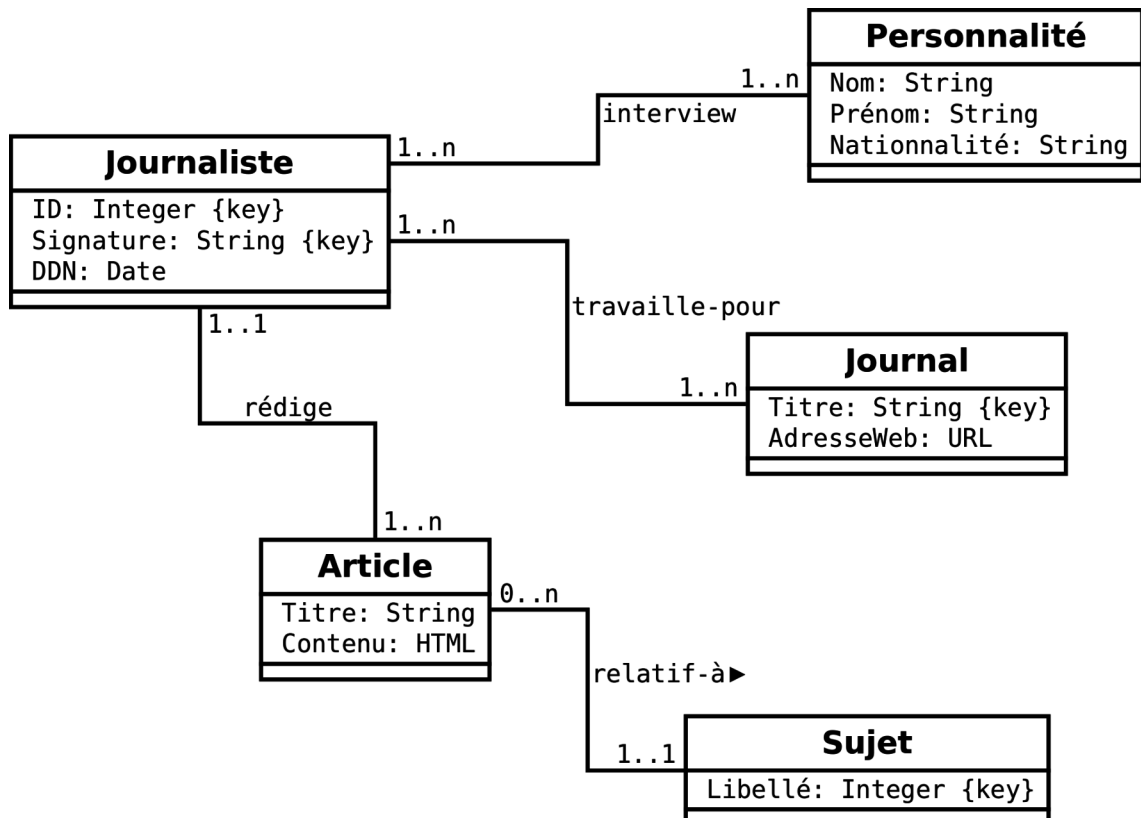 Personnalité
Nom: String
Prénom: String
Nationnalité: String
1..n
interview
Journaliste
ID: Integer {key}
Signature: String {key}
DDN: Date
1..n
1..n
travaille-pour
1..n
Journal
Titre: String {key}
AdresseWeb: URL
1..1
rédige
1..n
Article
Titre: String
Contenu: HTML
0..n
relatif-à▶
1..1
Sujet
Libellé: Integer {key}